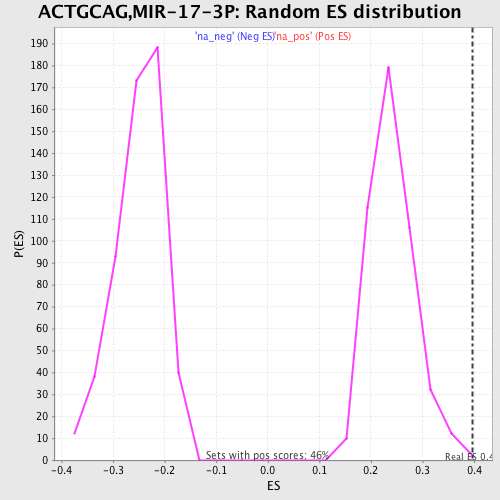 ACTGCAG,MIR-17-3P: Random ES distribution
'na_neg' (Neg ES)'na_pos' (Pos ES)
190
180
170
160
150
140
130
120
110
100
90
80
70
60
50
40
30
20
10
0
P(ES)
Sets with pos scores: 46%
Real ES 0.4
-0.4 -0.3 -0.2 -0.1 0.0 0.1 0.2 0.3 0.4
ES